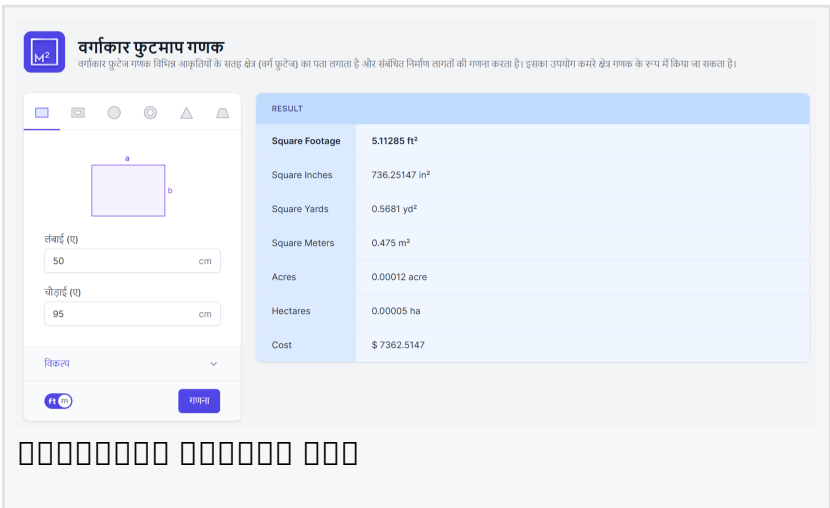 M²
वर्गाकार फुटमाप गणक
वर्गाकार फ़ुटेज गणक विभिन्न आकृतियों के सतह क्षेत्र (वर्ग फ़ुटेज) का पता लगाता है और संबंधित निर्माण लागतों की गणना करता है। इसका उपयोग कमरे क्षेत्र गणक के रूप में किया जा सकता है।
a
b
लंबाई (ए)
50 cm
चोड़ाई (ए)
95 cm
विकल्प
ft m
गणना
RESULT
Square Footage 5.11285 ft²
Square Inches 736.25147 in²
Square Yards 0.5681 yd²
Square Meters 0.475 m²
Acres 0.00012 acre
Hectares 0.00005 ha
Cost $ 7362.5147